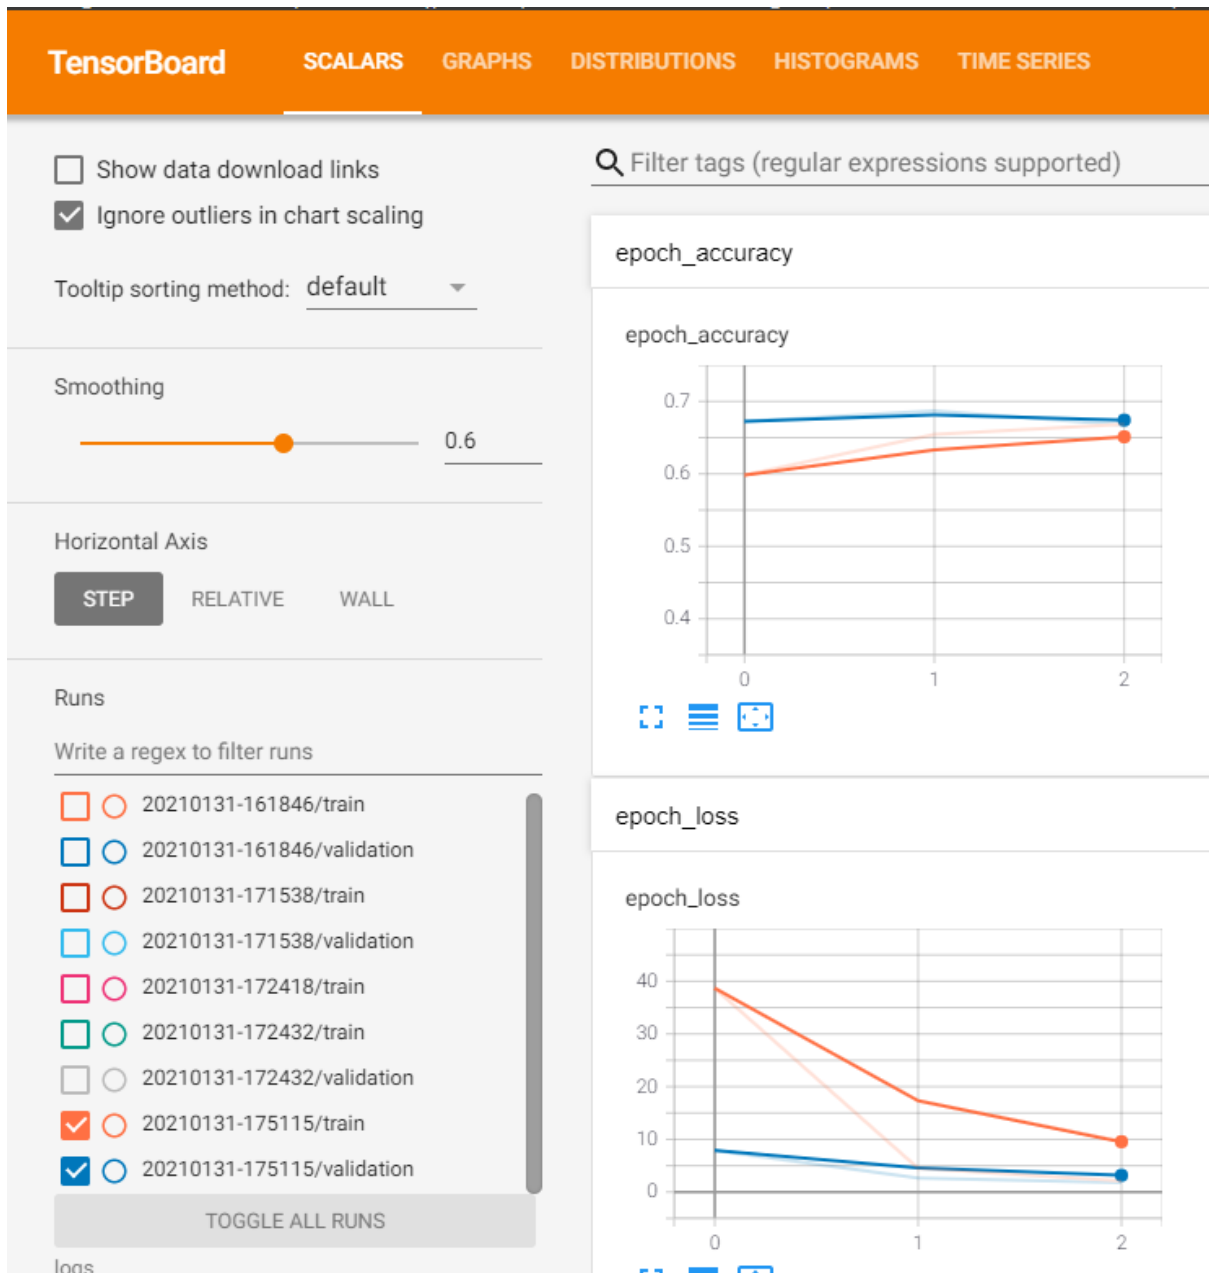 TensorBoard SCALARS GRAPHS DISTRIBUTIONS HISTOGRAMS TIME SERIES
Show data download links
Ignore outliers in chart scaling
Tooltip sorting method: default
Smoothing
0.6
Horizontal Axis
STEP RELATIVE WALL
Runs
Write a regex to filter runs
20210131-161846/train
20210131-161846/validation
20210131-171538/train
20210131-171538/validation
20210131-172418/train
20210131-172432/train
20210131-172432/validation
20210131-175115/train
20210131-175115/validation
TOGGLE ALL RUNS
logs
Filter tags (regular expressions supported)
epoch_accuracy
epoch_accuracy
0.7
0.6
0.5
0.4
0 1 2
epoch_loss
epoch_loss
40
30
20
10
0
0 1 2